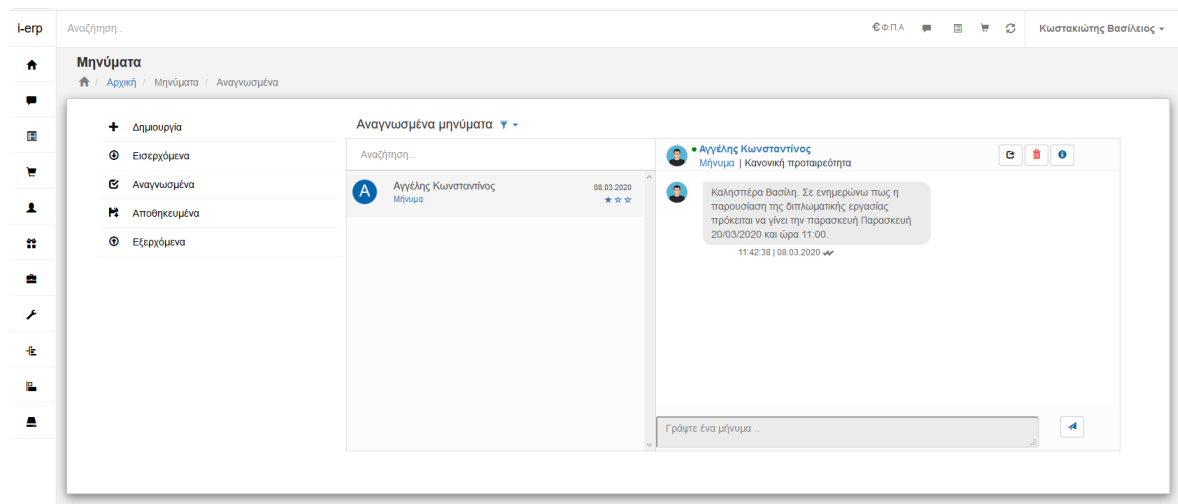 i-erp
Αναζήτηση..
€ Φ.Π.Α
Κωστακιώτης Βασίλειος
Μηνύματα
/ Αρχική / Μηνύματα / Αναγνωσμένα
Δημιουργία
Εισερχόμενα
Αναγνωσμένα
Αποθηκευμένα
Εξερχόμενα
Αναγνωσμένα μηνύματα
Αναζήτηση...
A
Αγγέλης Κωνσταντίνος
08.03.2020
Μήνυμα
Αγγέλης Κωνσταντίνος
Μήνυμα | Κανονική προταιρεότητα
Καλησπέρα Βασίλη. Σε ενημερώνω πως η
παρουσίαση της διπλωματικής εργασίας
πρόκειται να γίνει την παρασκευή Παρασκευή
20/03/2020 και ώρα 11:00.
11:42:38 | 08.03.2020
Γράψτε ένα μήνυμα ..